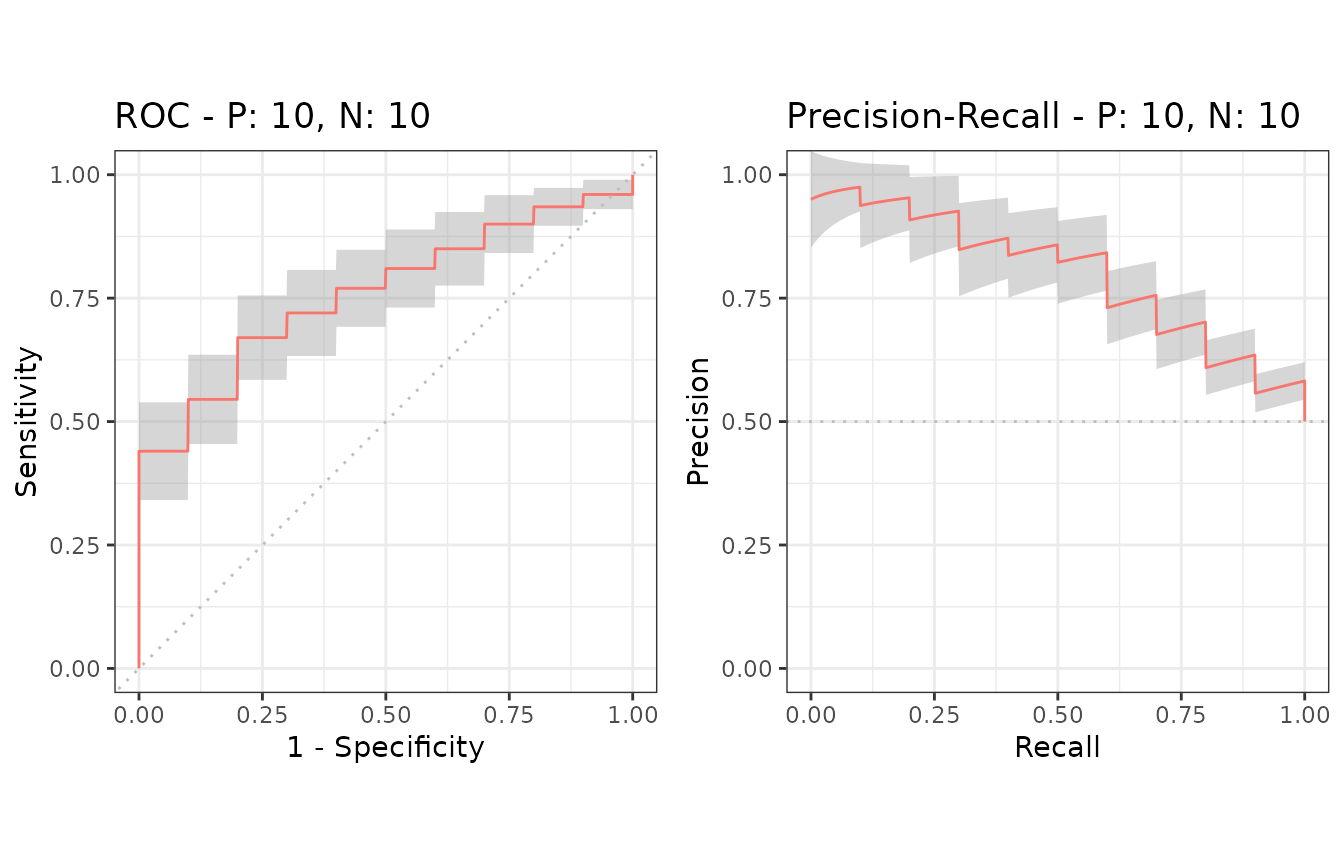 ROC - P: 10, N: 10
Sensitivity
1.00
0.75
0.50
0.25
0.00
0.00 0.25 0.50 0.75 1.00
1 - Specificity
Precision-Recall - P: 10, N: 10
Precision
1.00
0.75
0.50
0.25
0.00
0.00 0.25 0.50 0.75 1.00
Recall